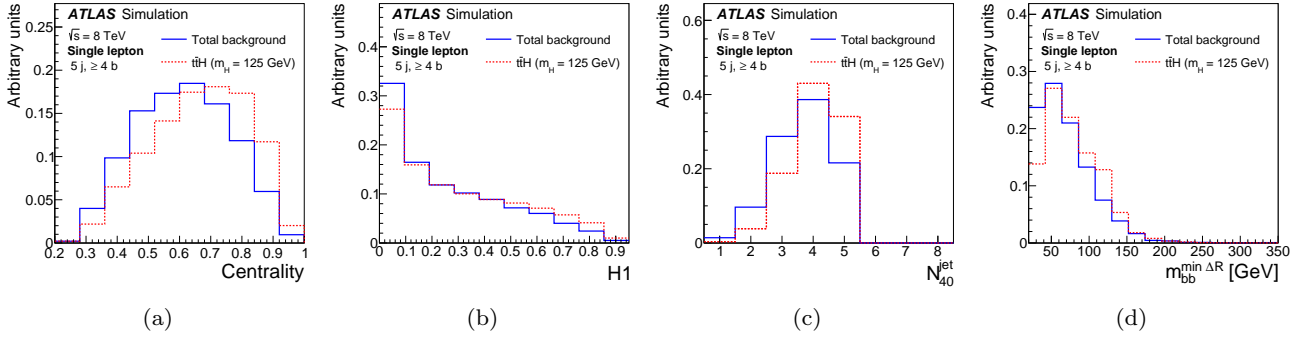 ATLAS Simulation
√s = 8 TeV
Single lepton
5 j, ≥ 4 b
Total background
tt̄H (m_H = 125 GeV)
Arbitrary units
0.25
0.2
0.15
0.1
0.05
0
0.2 0.3 0.4 0.5 0.6 0.7 0.8 0.9 1
Centrality
(a)
ATLAS Simulation
√s = 8 TeV
Single lepton
5 j, ≥ 4 b
Total background
tt̄H (m_H = 125 GeV)
Arbitrary units
0.4
0.3
0.2
0.1
0
0 0.1 0.2 0.3 0.4 0.5 0.6 0.7 0.8 0.9
H1
(b)
ATLAS Simulation
√s = 8 TeV
Single lepton
5 j, ≥ 4 b
Total background
tt̄H (m_H = 125 GeV)
Arbitrary units
0.6
0.4
0.2
0
1 2 3 4 5 6 7 8
N_40^jet
(c)
ATLAS Simulation
√s = 8 TeV
Single lepton
5 j, ≥ 4 b
Total background
tt̄H (m_H = 125 GeV)
Arbitrary units
0.4
0.3
0.2
0.1
0
50 100 150 200 250 300 350
m_bb^min ΔR [GeV]
(d)